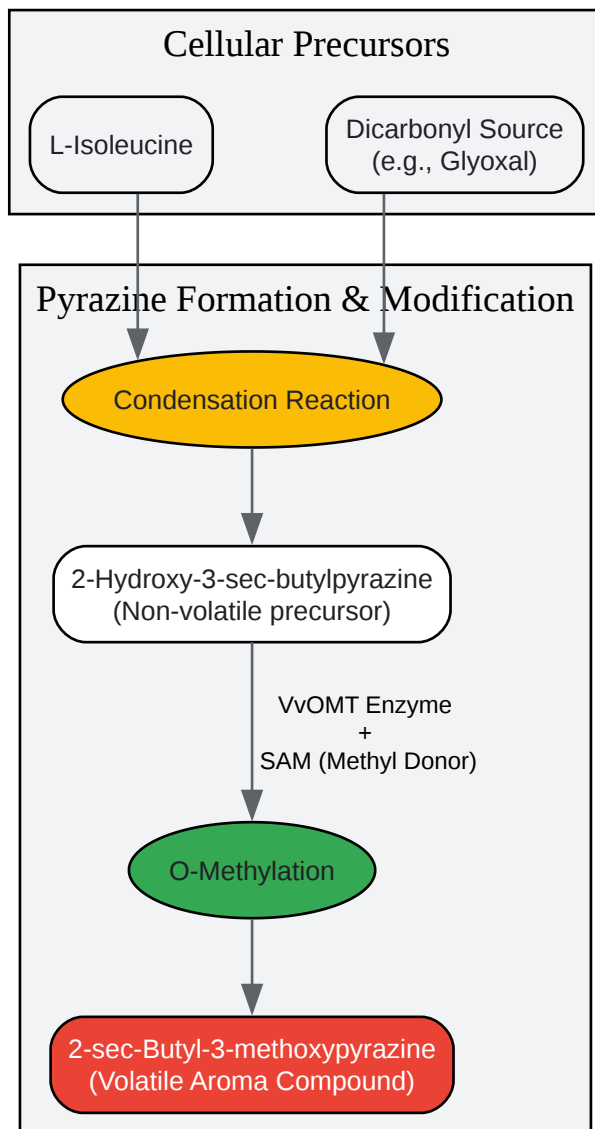 Cellular Precursors
L-Isoleucine
Dicarbonyl Source
(e.g., Glyoxal)
Pyrazine Formation & Modification
Condensation Reaction
2-Hydroxy-3-sec-butylpyrazine
(Non-volatile precursor)
VvOMT Enzyme
+
SAM (Methyl Donor)
O-Methylation
2-sec-Butyl-3-methoxypyrazine
(Volatile Aroma Compound)